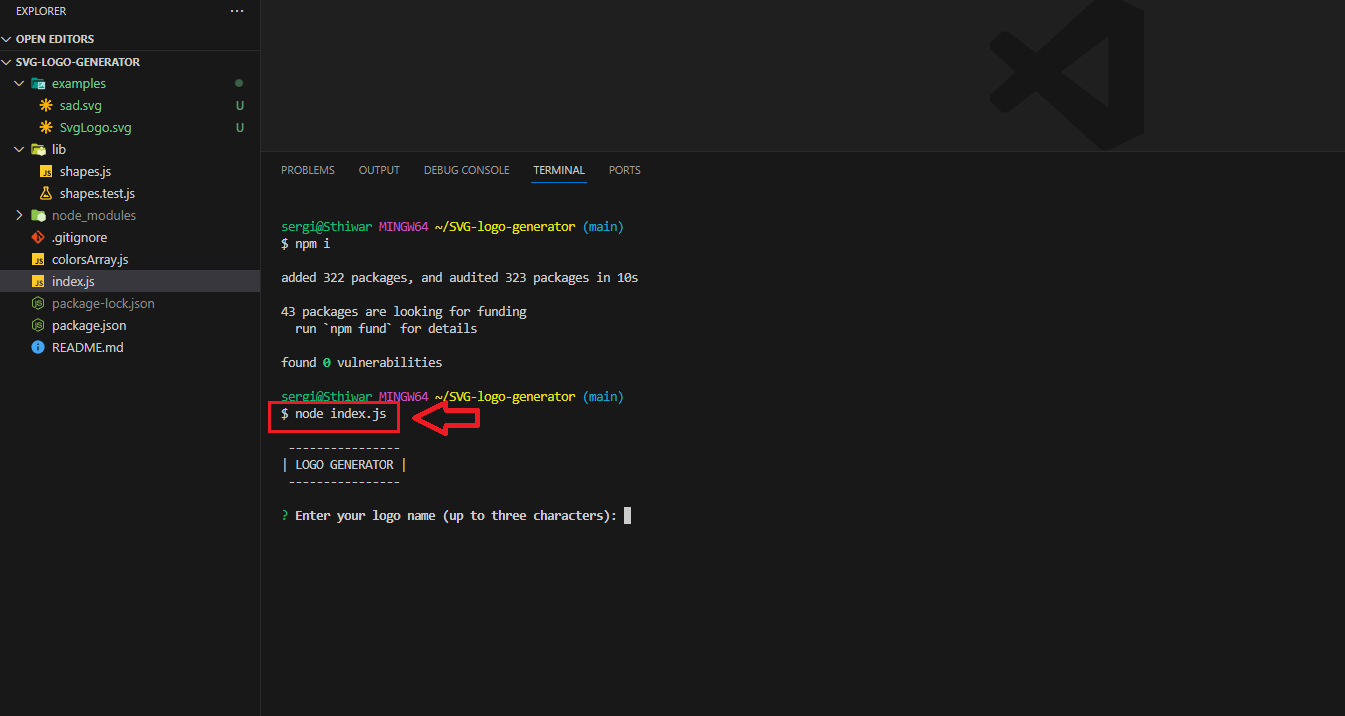 EXPLORER ...
OPEN EDITORS
SVG-LOGO-GENERATOR
examples
sad.svg U
SvgLogo.svg U
lib
JS shapes.js
shapes.test.js
node_modules
.gitignore
JS colorsArray.js
JS index.js
package-lock.json
package.json
README.md
PROBLEMS OUTPUT DEBUG CONSOLE TERMINAL PORTS
sergi@Sthiwar MINGW64 ~/SVG-logo-generator (main)
$ npm i
added 322 packages, and audited 323 packages in 10s
43 packages are looking for funding
run `npm fund` for details
found 0 vulnerabilities
sergi@Sthiwar MINGW64 ~/SVG-logo-generator (main)
$ node index.js
----------------
| LOGO GENERATOR |
----------------
? Enter your logo name (up to three characters):